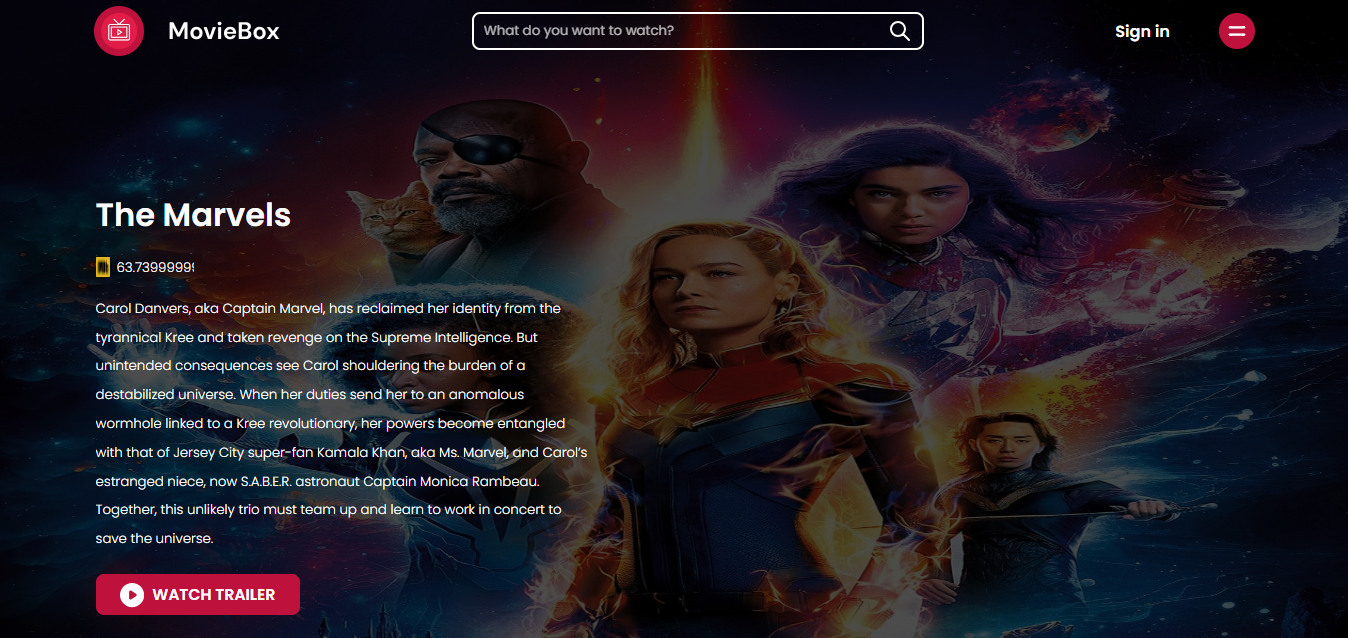 MovieBox
What do you want to watch?
Sign in
The Marvels
63.73999999
Carol Danvers, aka Captain Marvel, has reclaimed her identity from the
tyrannical Kree and taken revenge on the Supreme Intelligence. But
unintended consequences see Carol shouldering the burden of a
destabilized universe. When her duties send her to an anomalous
wormhole linked to a Kree revolutionary, her powers become entangled
with that of Jersey City super-fan Kamala Khan, aka Ms. Marvel, and Carol’s
estranged niece, now S.A.B.E.R. astronaut Captain Monica Rambeau.
Together, this unlikely trio must team up and learn to work in concert to
save the universe.
WATCH TRAILER